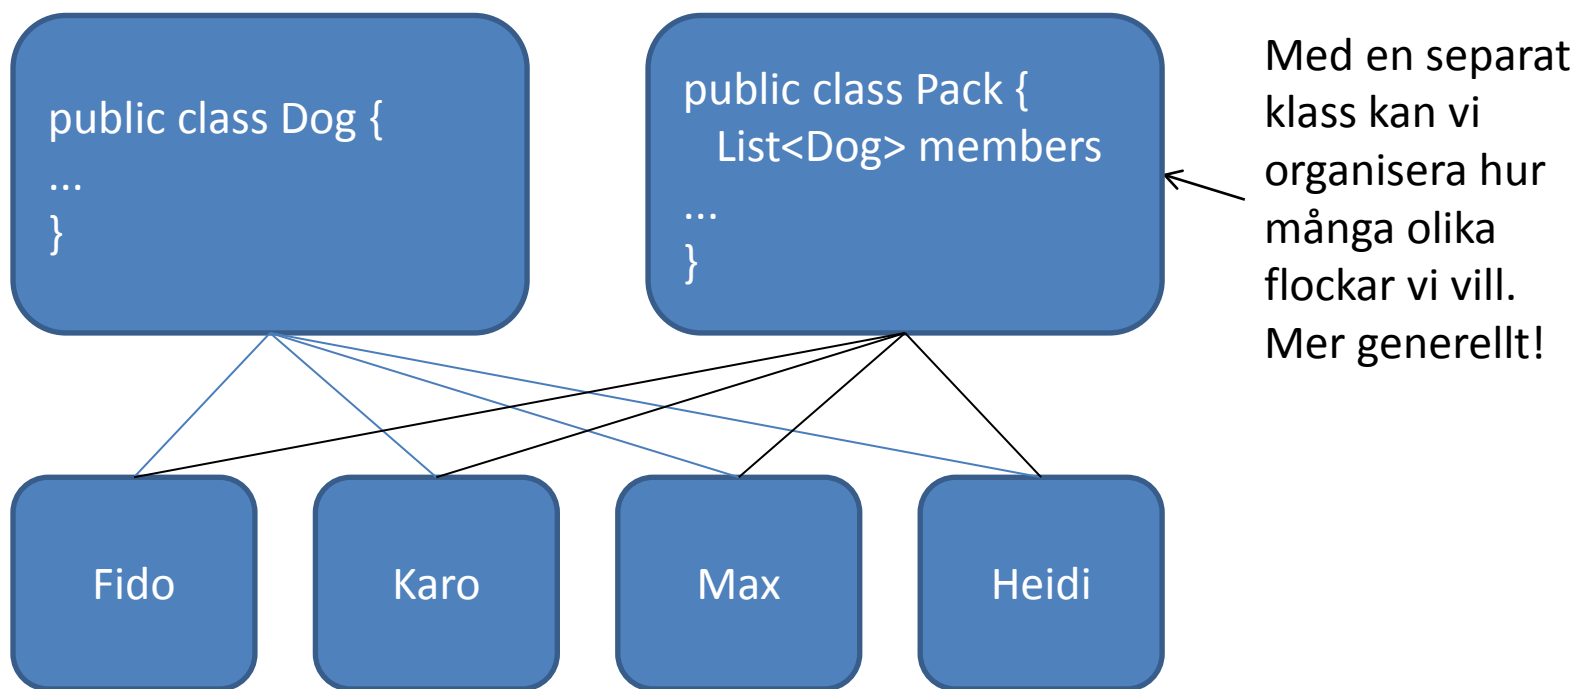 public class Dog {
...
}
public class Pack {
List<Dog> members
...
}
Med en separat
klass kan vi
organisera hur
många olika
flockar vi vill.
Mer generellt!
Fido
Karo
Max
Heidi